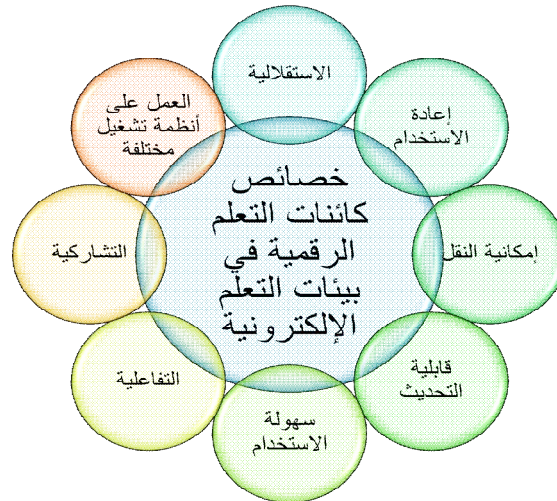 خصائص
كائنات التعلم
الرقمية في
بيئات التعلم
الإلكترونية
الاستقلالية
إعادة
الاستخدام
إمكانية النقل
قابلية
التحديث
سهولة
الاستخدام
التفاعلية
التشاركية
العمل على
أنظمة تشغيل
مختلفة